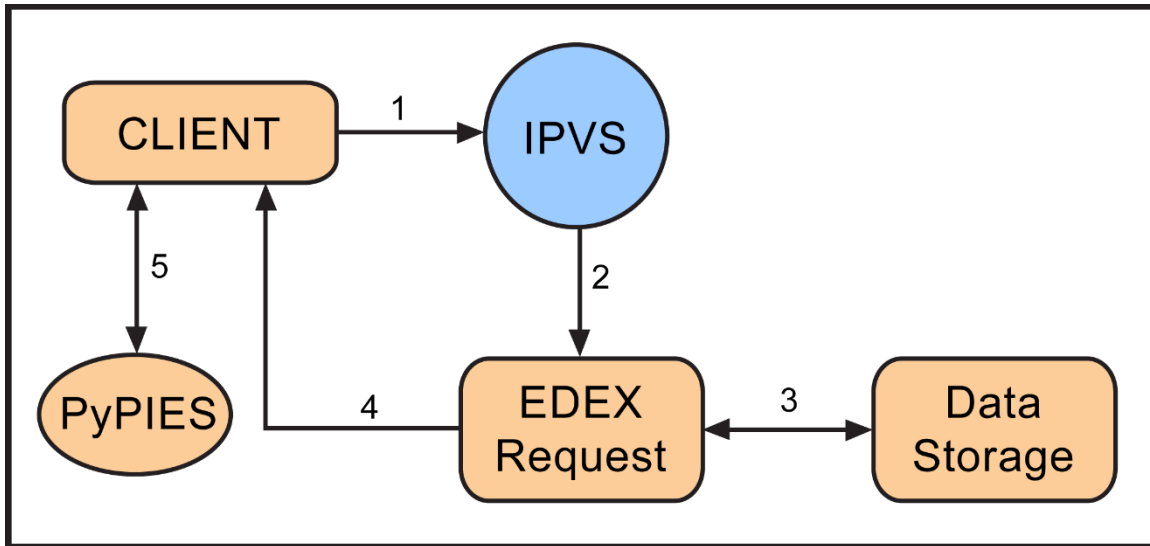 CLIENT
1
IPVS
5
2
PyPIES
4
EDEX
Request
3
Data
Storage